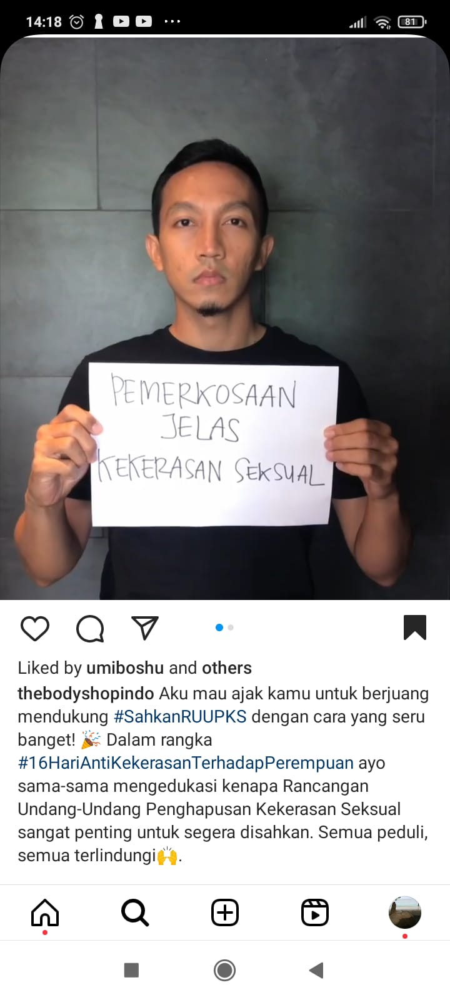 14:18
81
PEMERKOSAAN
JELAS
KEKERASAN SEKSUAL
Liked by umiboshu and others
thebodyshopindo Aku mau ajak kamu untuk berjuang
mendukung #SahkanRUUPKS dengan cara yang seru
banget! 🎉 Dalam rangka
#16HariAntiKekerasanTerhadapPerempuan ayo
sama-sama mengedukasi kenapa Rancangan
Undang-Undang Penghapusan Kekerasan Seksual
sangat penting untuk segera disahkan. Semua peduli,
semua terlindungi🙌.